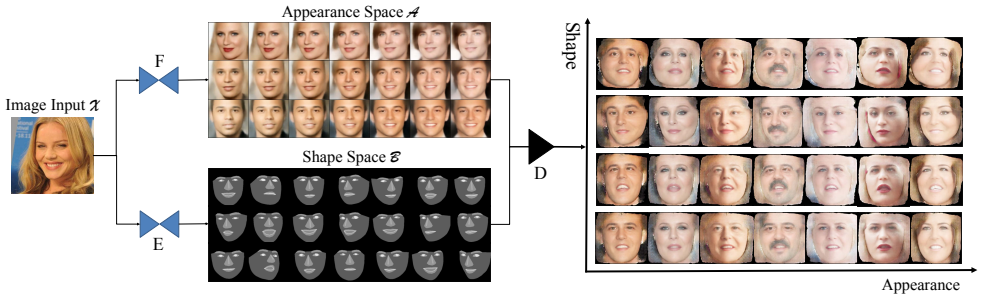 Appearance Space 𝒜
F
Image Input 𝒳
Shape Space ℬ
E
D
Shape
Appearance